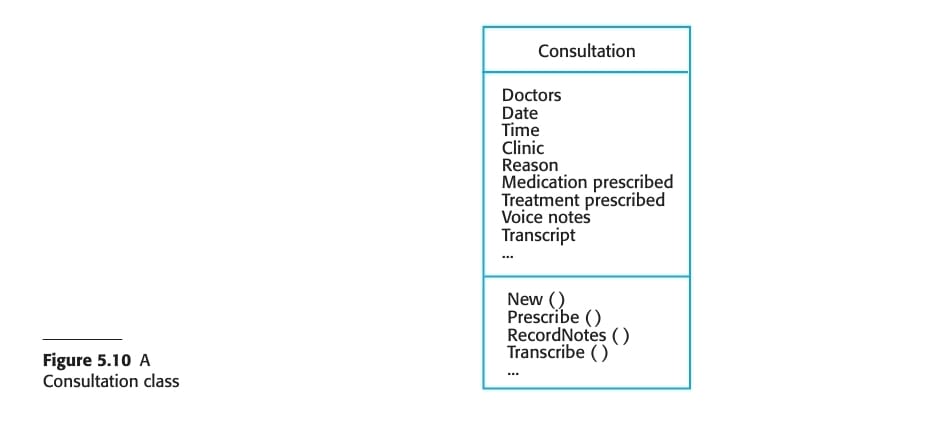 Consultation
Doctors
Date
Time
Clinic
Reason
Medication prescribed
Treatment prescribed
Voice notes
Transcript
...
New ( )
Prescribe ( )
RecordNotes ( )
Transcribe ( )
...
Figure 5.10 A
Consultation class